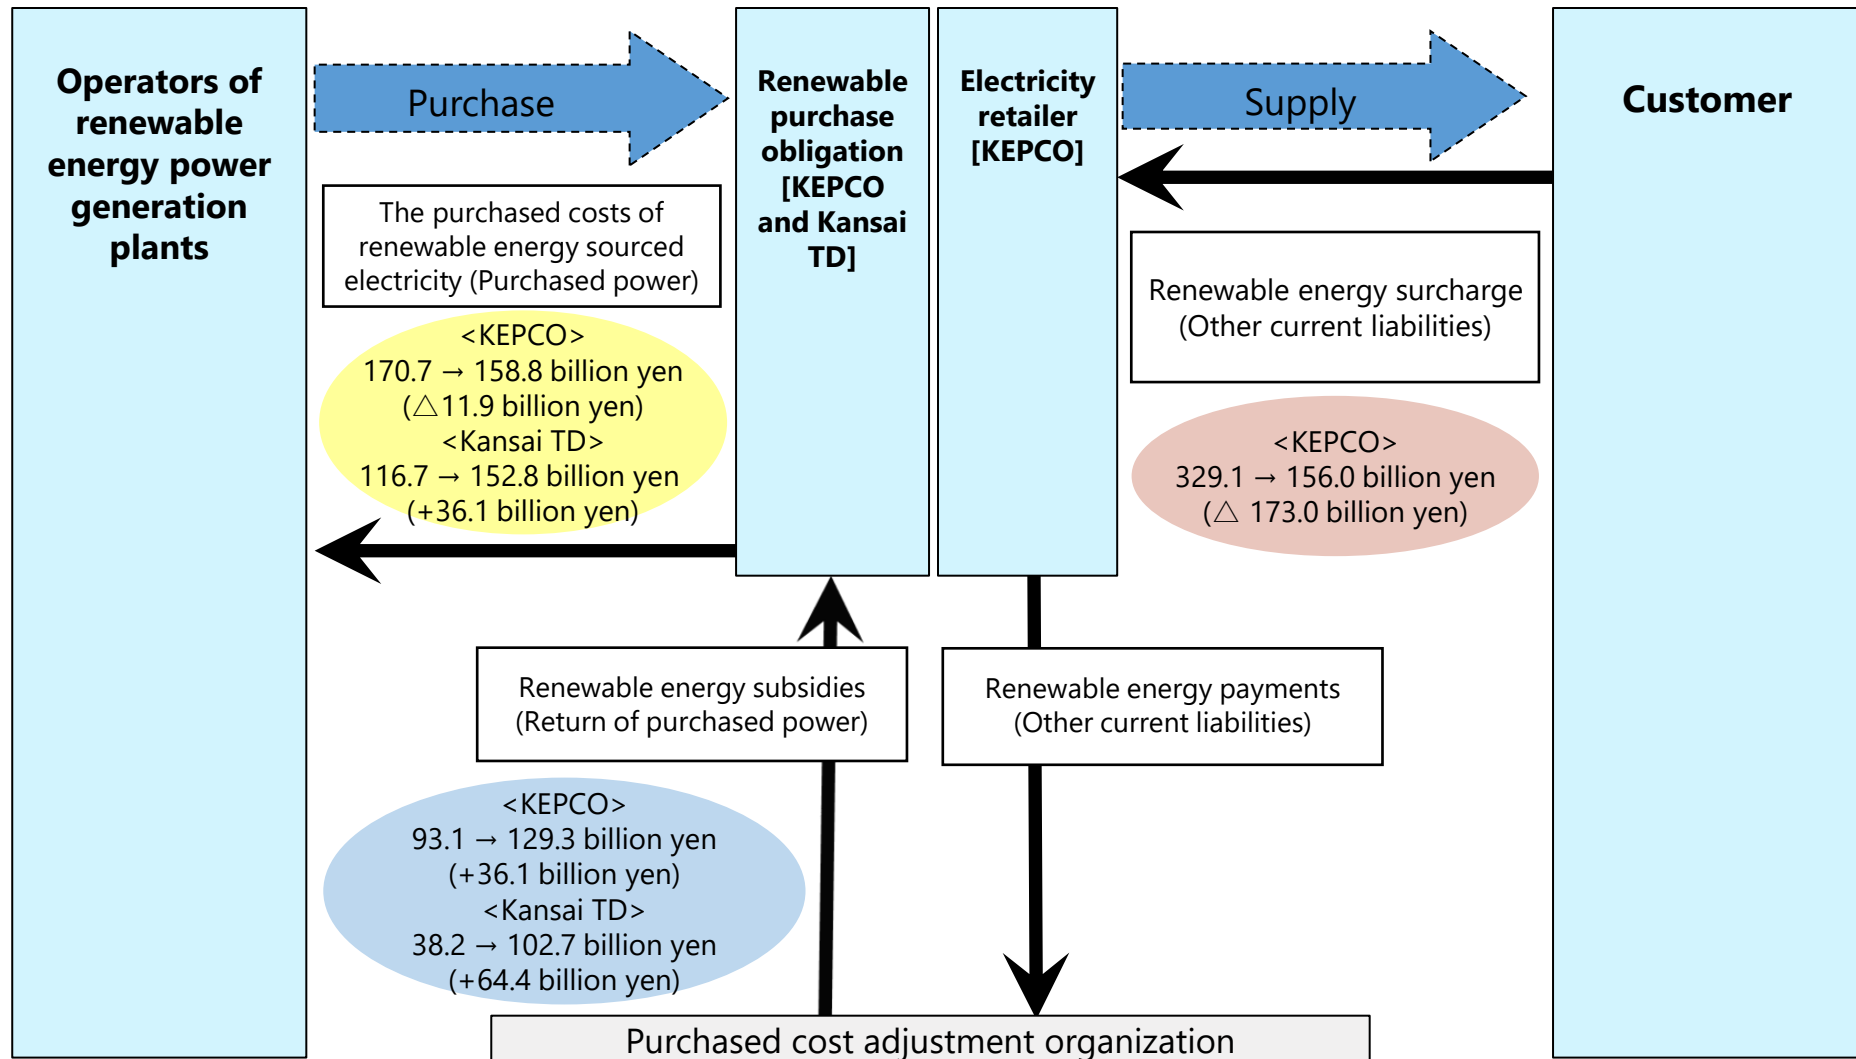 Operators of
renewable
energy power
generation
plants
Purchase
The purchased costs of
renewable energy sourced
electricity (Purchased power)
<KEPCO>
170.7 → 158.8 billion yen
(△11.9 billion yen)
<Kansai TD>
116.7 → 152.8 billion yen
(+36.1 billion yen)
Renewable
purchase
obligation
[KEPCO
and Kansai
TD]
Electricity
retailer
[KEPCO]
Supply
Customer
Renewable energy surcharge
(Other current liabilities)
<KEPCO>
329.1 → 156.0 billion yen
(△ 173.0 billion yen)
Renewable energy subsidies
(Return of purchased power)
Renewable energy payments
(Other current liabilities)
<KEPCO>
93.1 → 129.3 billion yen
(+36.1 billion yen)
<Kansai TD>
38.2 → 102.7 billion yen
(+64.4 billion yen)
Purchased cost adjustment organization